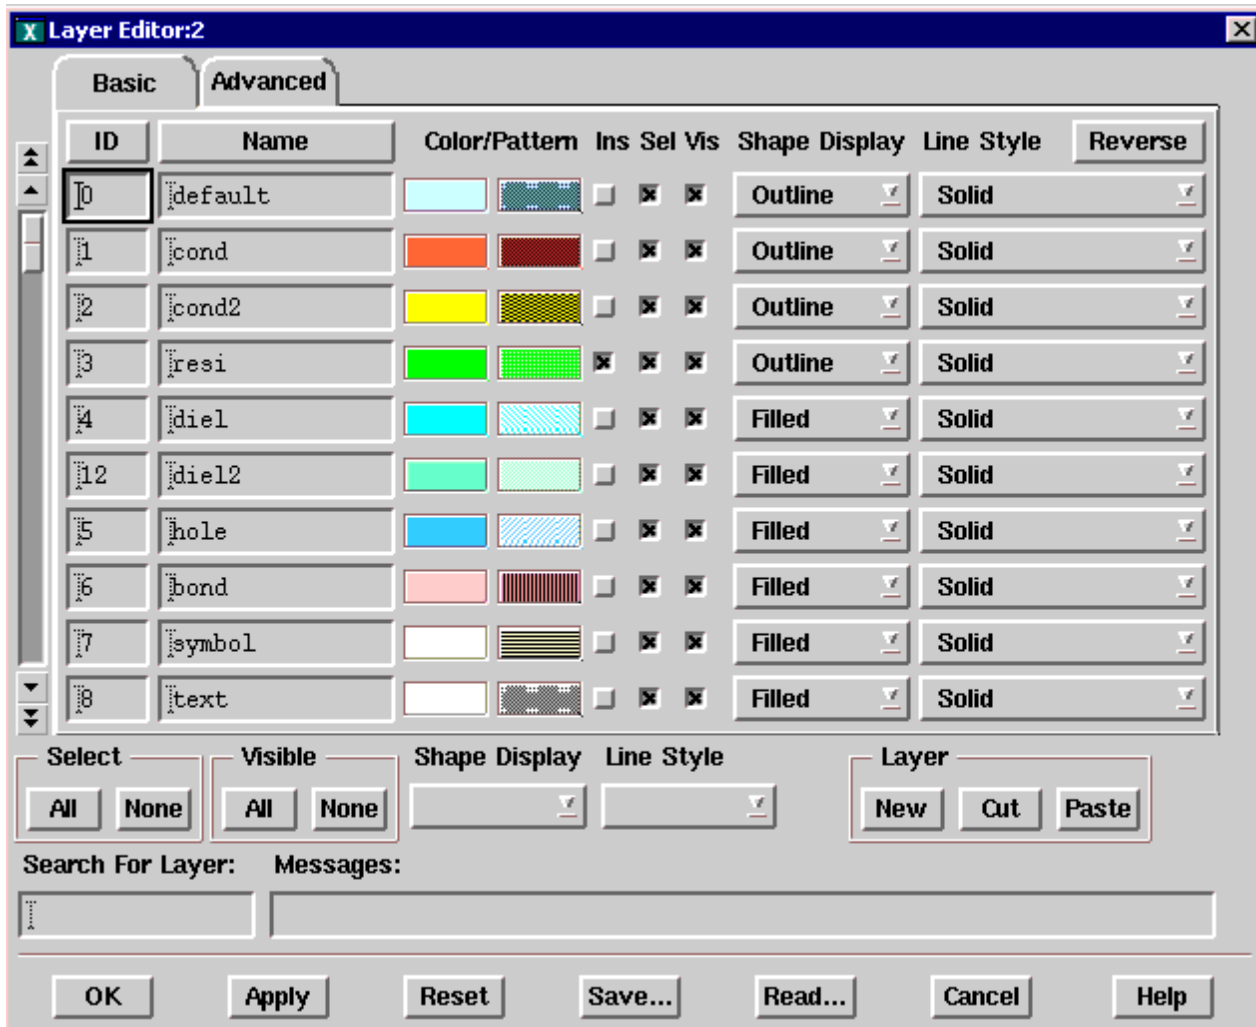 X Layer Editor:2
Basic Advanced
ID Name Color/Pattern Ins Sel Vis Shape Display Line Style Reverse
0 default Outline Solid
1 cond Outline Solid
2 cond2 Outline Solid
3 resi Outline Solid
4 diel Filled Solid
12 diel2 Filled Solid
5 hole Filled Solid
6 bond Filled Solid
7 symbol Filled Solid
8 text Filled Solid
Select Visible Shape Display Line Style Layer
All None All None New Cut Paste
Search For Layer: Messages:
OK Apply Reset Save... Read... Cancel Help